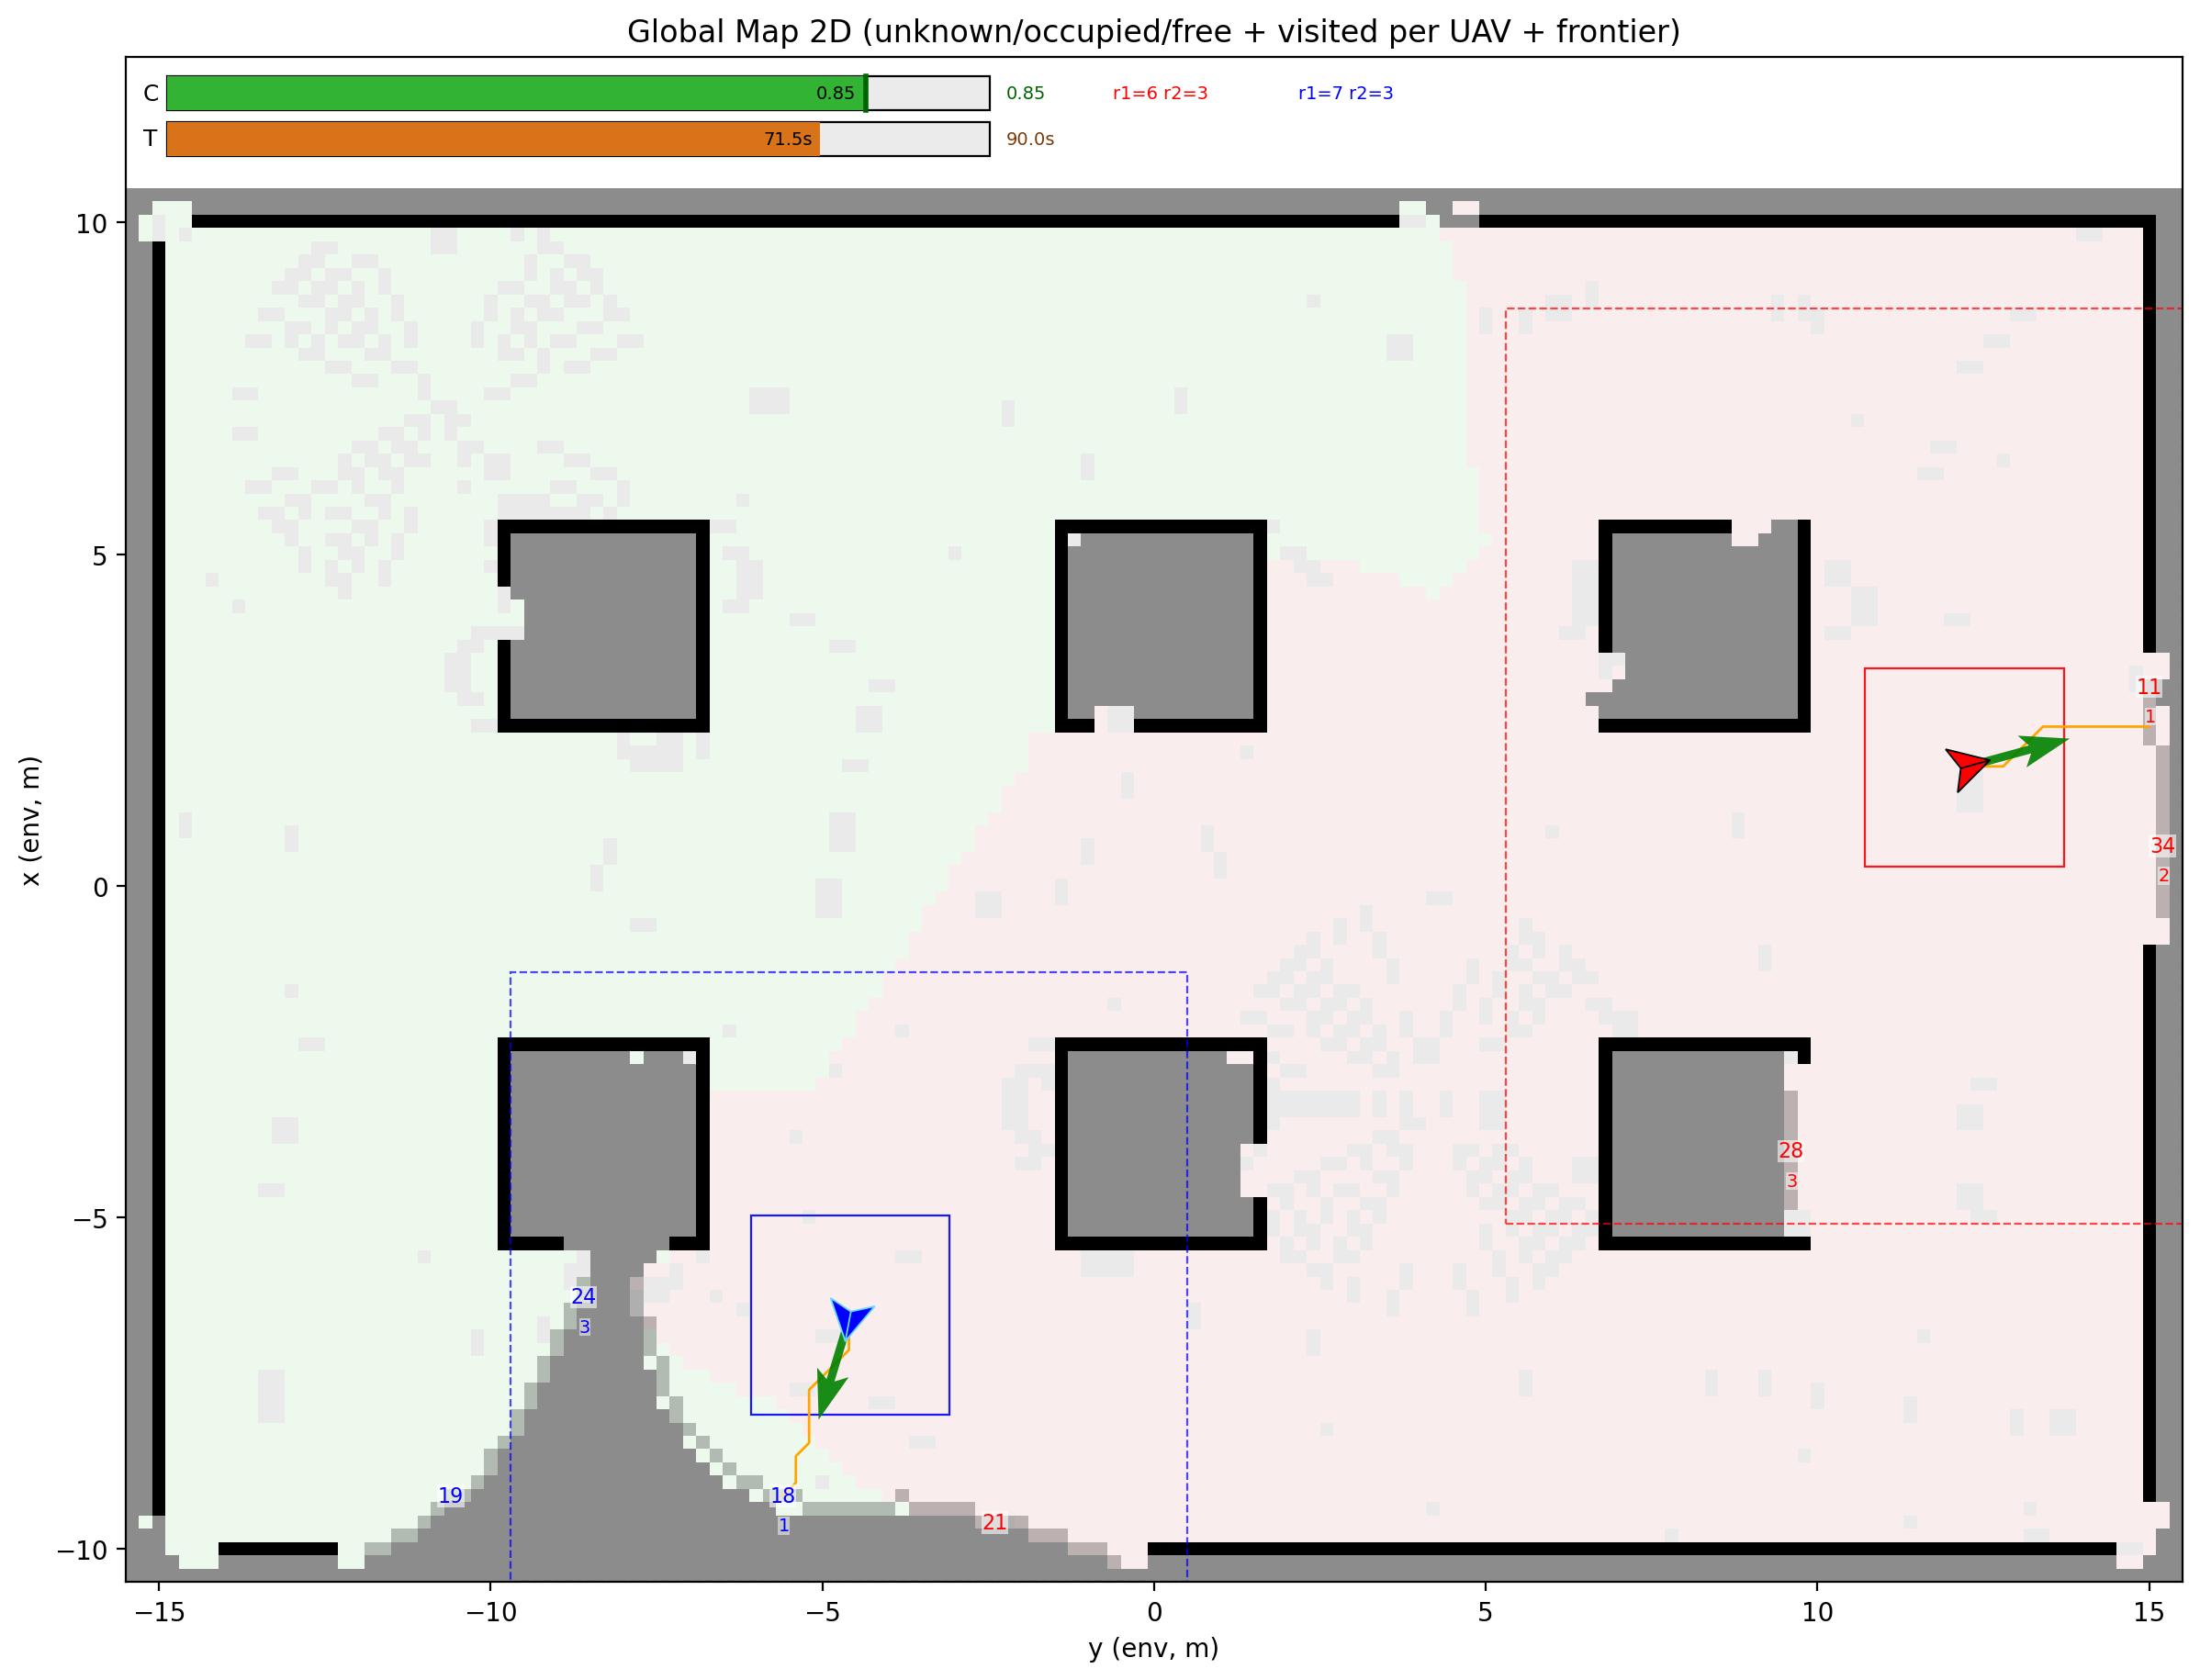 Global Map 2D (unknown/occupied/free + visited per UAV + frontier)
C 0.85 0.85 r1=6 r2=3 r1=7 r2=3
T 71.5s 90.0s
10
5
0
−5
−10
x (env, m)
11
1
34
2
28
3
24
3
19
18
1
21
−15 −10 −5 0 5 10 15
y (env, m)